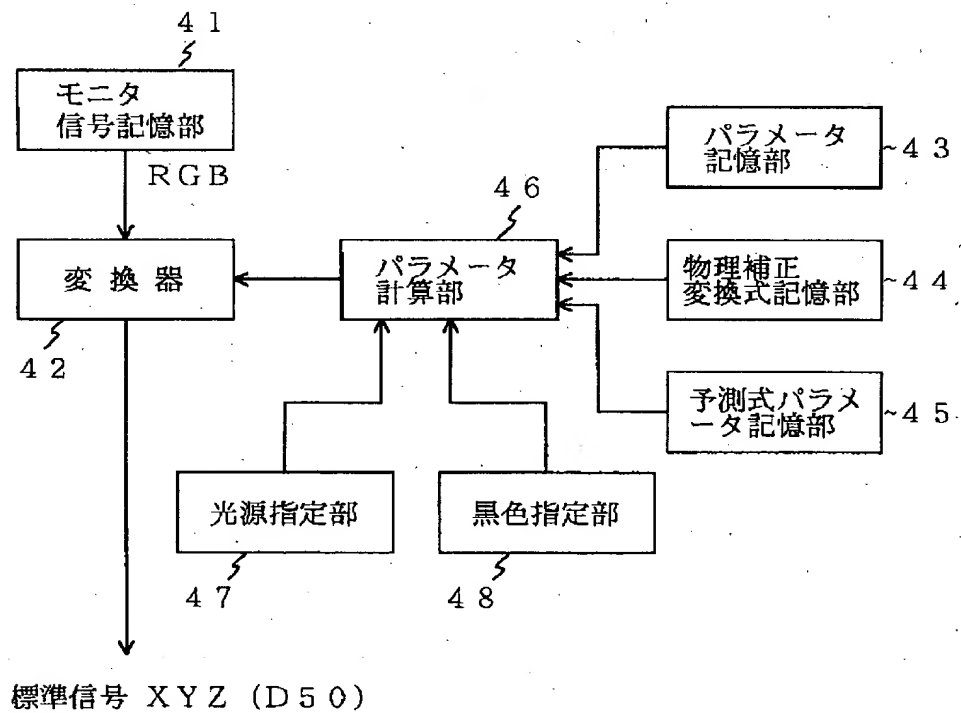 41
モニタ
信号記憶部
RGB
変換器
42
46
パラメータ
計算部
パラメータ
記憶部
~43
物理補正
変換式記憶部
~44
予測式パラメ
ータ記憶部
~45
光源指定部
47
黒色指定部
48
標準信号 XYZ (D50)